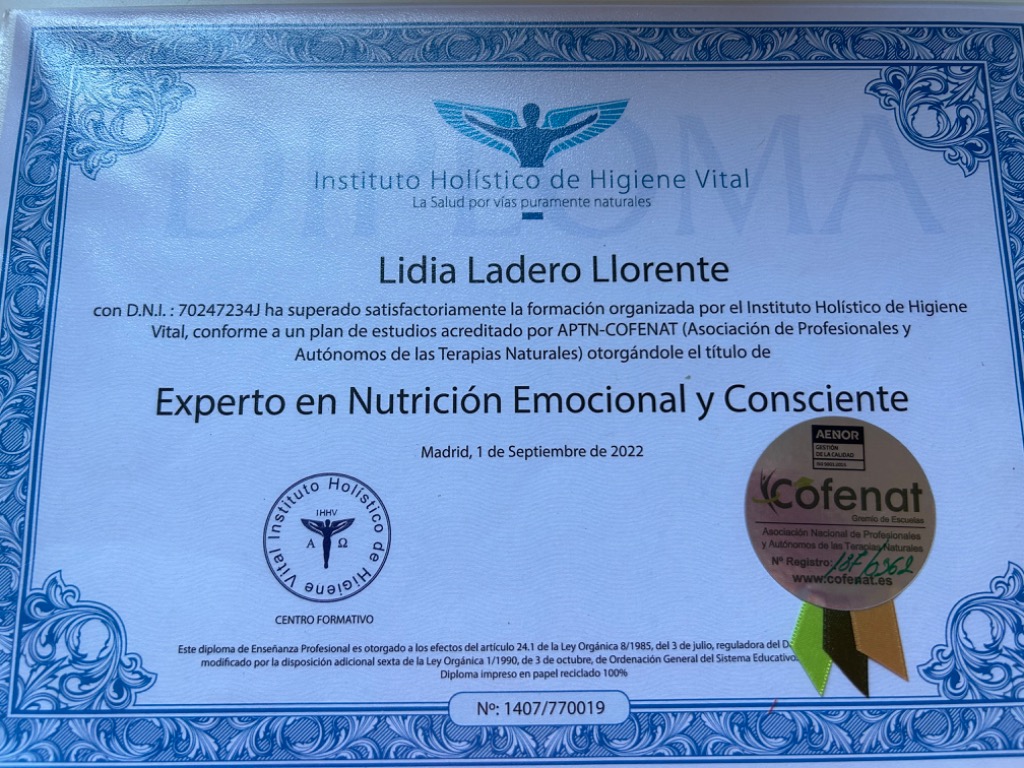 DIPLOMA
Instituto Holístico de Higiene Vital
La Salud por vías puramente naturales
Lidia Ladero Llorente
con D.N.I. : 70247234J ha superado satisfactoriamente la formación organizada por el Instituto Holístico de Higiene
Vital, conforme a un plan de estudios acreditado por APTN-COFENAT (Asociación de Profesionales y
Autónomos de las Terapias Naturales) otorgándole el título de
Experto en Nutrición Emocional y Consciente
Madrid, 1 de Septiembre de 2022
Instituto Holístico de Higiene Vital
IHHV
Α Ω
CENTRO FORMATIVO
AENOR
GESTIÓN
DE LA CALIDAD
Cofenat
Gremio de Escuelas
Asociación Nacional de Profesionales
y Autónomos de las Terapias Naturales
Nº Registro:
www.cofenat.es
Este diploma de Enseñanza Profesional es otorgado a los efectos del artículo 24.1 de la Ley Orgánica 8/1985, del 3 de julio, reguladora del
modificado por la disposición adicional sexta de la Ley Orgánica 1/1990, de 3 de octubre, de Ordenación General del Sistema Educativo.
Diploma impreso en papel reciclado 100%
Nº: 1407/770019